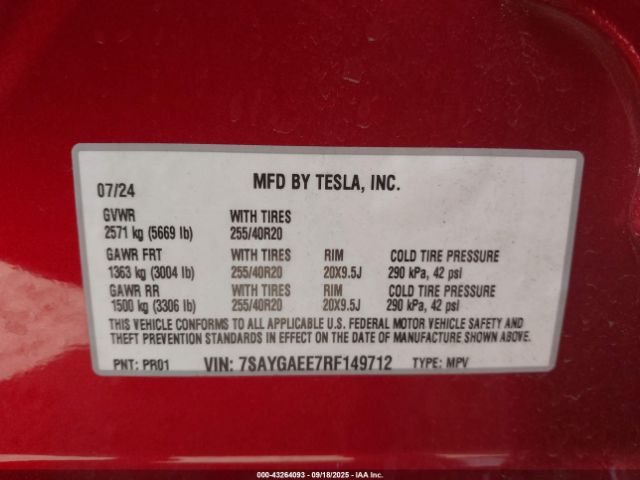 07/24 MFD BY TESLA, INC.
GVWR WITH TIRES
2571 kg (5669 lb) 255/40R20
GAWR FRT WITH TIRES RIM COLD TIRE PRESSURE
1363 kg (3004 lb) 255/40R20 20X9.5J 290 kPa, 42 psi
GAWR RR WITH TIRES RIM COLD TIRE PRESSURE
1500 kg (3306 lb) 255/40R20 20X9.5J 290 kPa, 42 psi
THIS VEHICLE CONFORMS TO ALL APPLICABLE U.S. FEDERAL MOTOR VEHICLE SAFETY AND
THEFT PREVENTION STANDARDS IN EFFECT ON THE DATE OF MANUFACTURE SHOWN ABOVE.
PNT: PR01 VIN: 7SAYGAEE7RF149712 TYPE: MPV
000-43264093 - 09/18/2025 - IAA Inc.